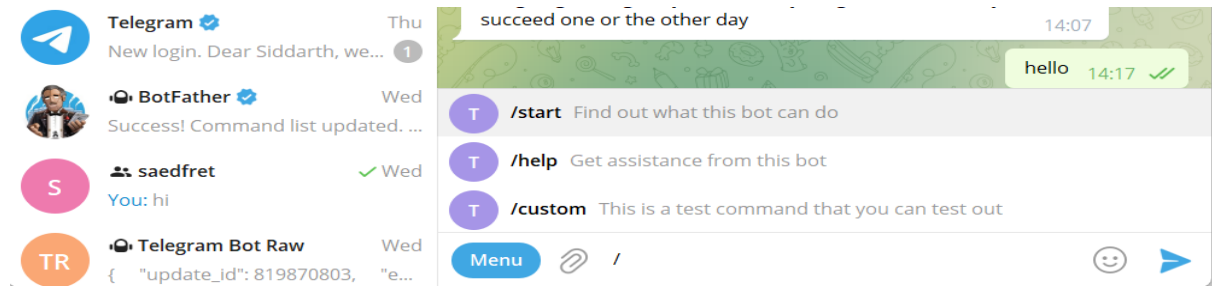 Telegram
Thu
New login. Dear Siddarth, we...
1
BotFather
Wed
Success! Command list updated. ...
S
saedfret
Wed
You: hi
TR
Telegram Bot Raw
Wed
{ "update_id": 819870803, "e...
succeed one or the other day
14:07
hello 14:17
T
/start Find out what this bot can do
T
/help Get assistance from this bot
T
/custom This is a test command that you can test out
Menu
/